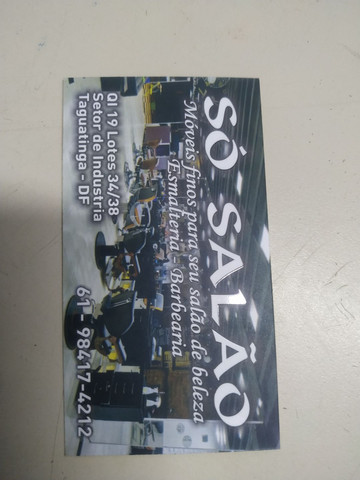 SÓ SALÃO
Móveis finos para seu salão de beleza
Esmalteria - Barbearia
QI 19 Lotes 34/38
Setor de Industria
Taguatinga - DF
61 - 98417-4212